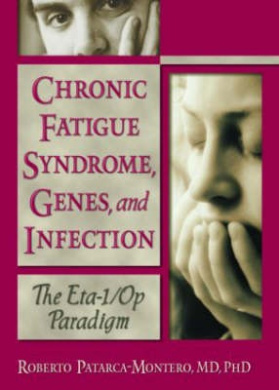 CHRONIC
FATIGUE
SYNDROME,
GENES, and
INFECTION
The Eta-1/Op
Paradigm
ROBERTO PATARCA-MONTERO, MD, PHD